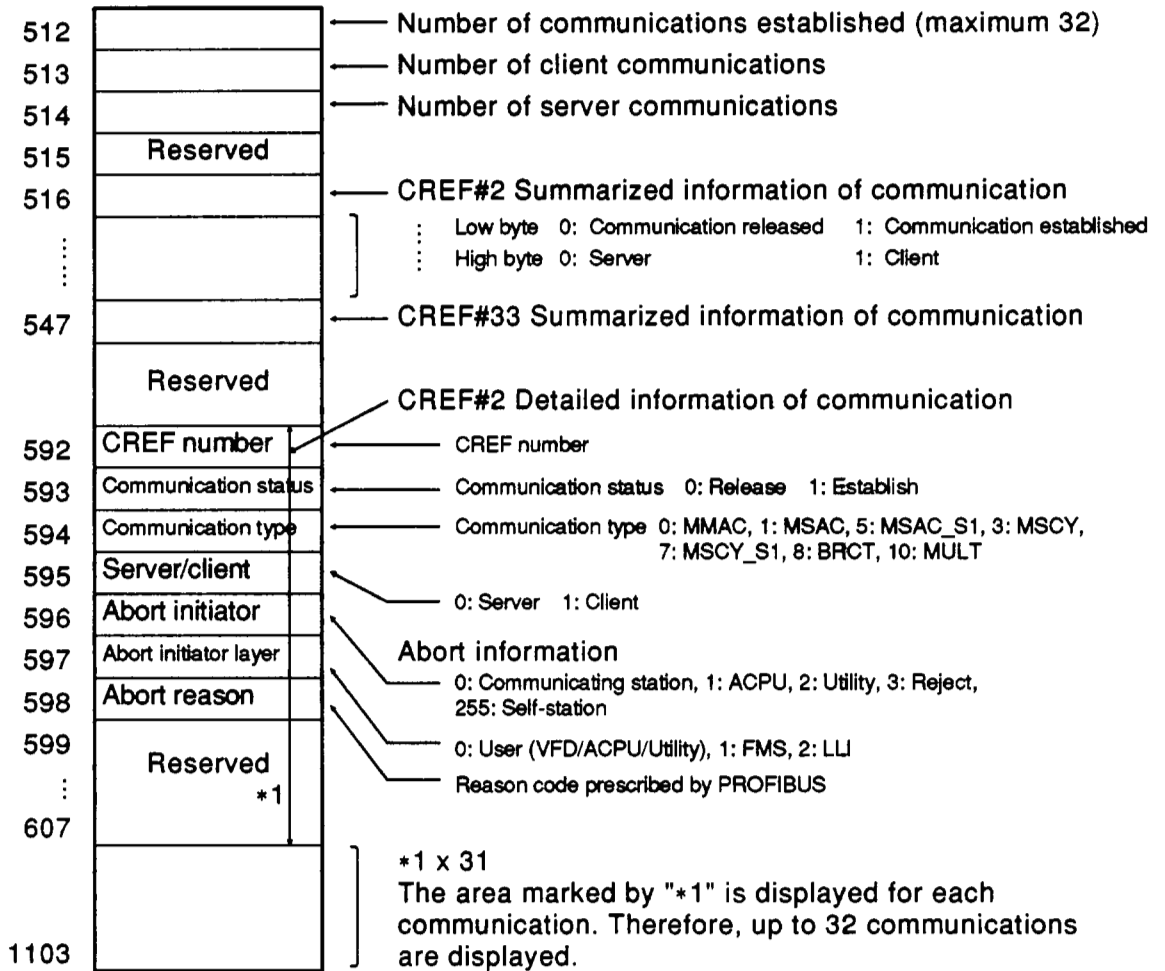 512 Number of communications established (maximum 32)
513 Number of client communications
514 Number of server communications
515 Reserved
516 CREF#2 Summarized information of communication
Low byte 0: Communication released 1: Communication established
High byte 0: Server 1: Client
547 CREF#33 Summarized information of communication
Reserved
CREF#2 Detailed information of communication
592 CREF number CREF number
593 Communication status Communication status 0: Release 1: Establish
594 Communication type Communication type 0: MMAC, 1: MSAC, 5: MSAC_S1, 3: MSCY,
7: MSCY_S1, 8: BRCT, 10: MULT
595 Server/client
0: Server 1: Client
596 Abort initiator
597 Abort initiator layer Abort information
0: Communicating station, 1: ACPU, 2: Utility, 3: Reject,
255: Self-station
598 Abort reason
599
0: User (VFD/ACPU/Utility), 1: FMS, 2: LLI
Reserved
Reason code prescribed by PROFIBUS
*1
607
*1 x 31
The area marked by "*1" is displayed for each
communication. Therefore, up to 32 communications
1103 are displayed.